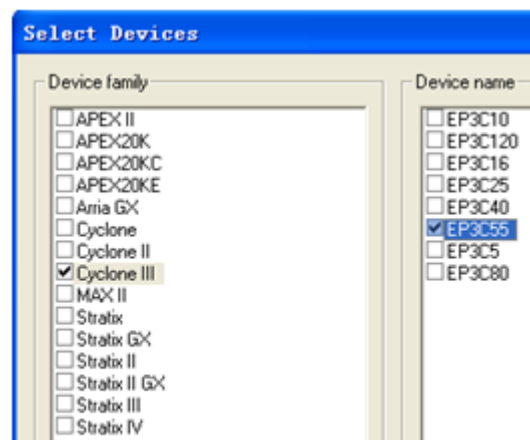 Select Devices
Device family
APEX II
APEX20K
APEX20KC
APEX20KE
Arria GX
Cyclone
Cyclone II
Cyclone III
MAX II
Stratix
Stratix GX
Stratix II
Stratix II GX
Stratix III
Stratix IV
Device name
EP3C10
EP3C120
EP3C16
EP3C25
EP3C40
EP3C55
EP3C5
EP3C80